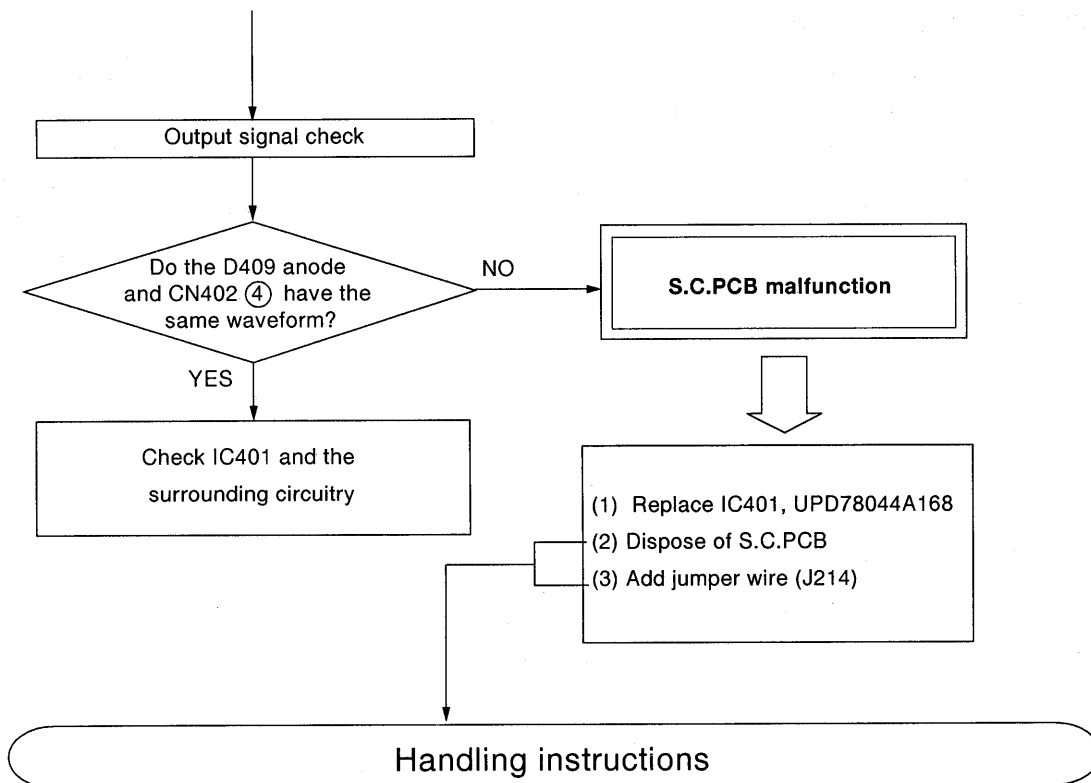 Output signal check
Do the D409 anode
and CN402 ④ have the
same waveform?
NO
S.C.PCB malfunction
YES
Check IC401 and the
surrounding circuitry
(1) Replace IC401, UPD78044A168
(2) Dispose of S.C.PCB
(3) Add jumper wire (J214)
Handling instructions